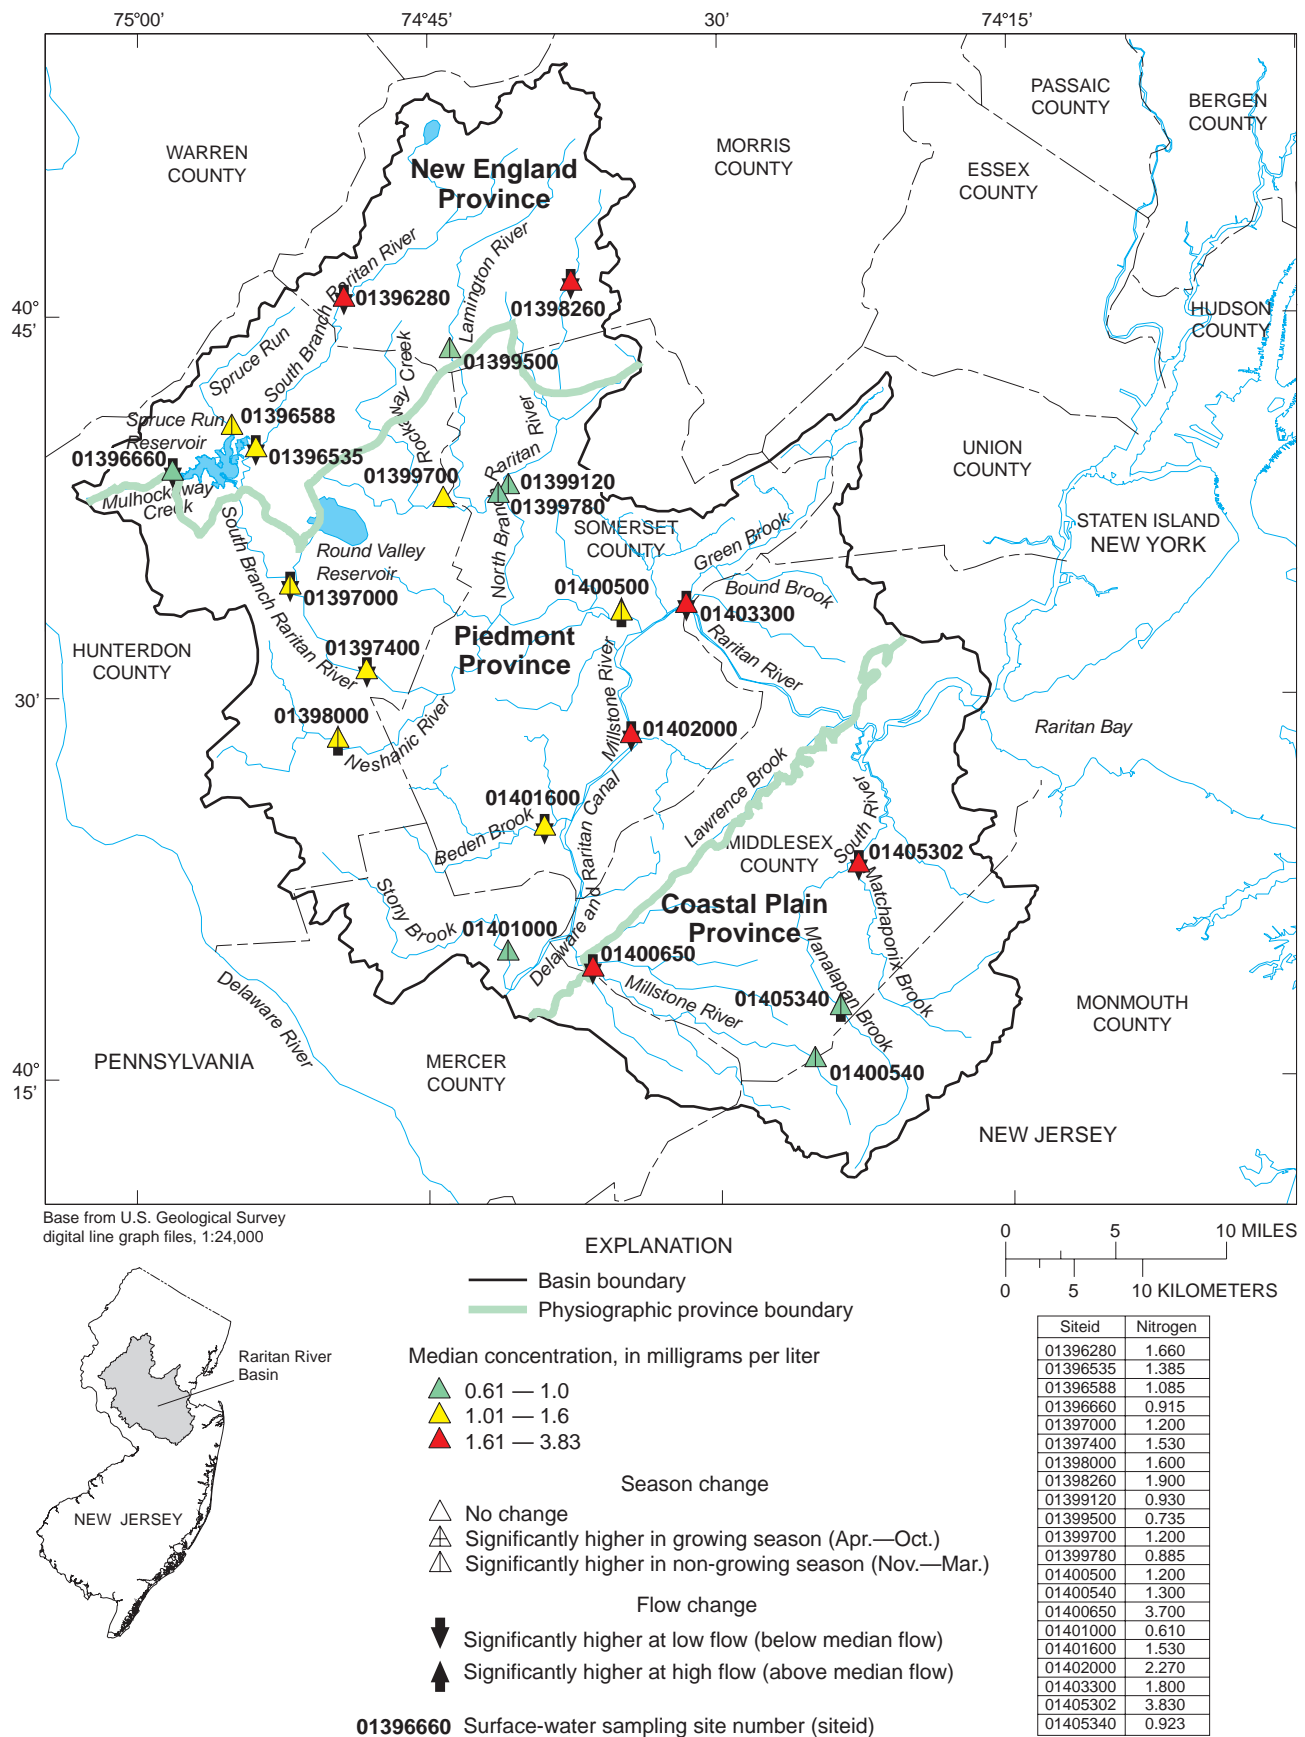 75°00'
74°45'
30'
74°15'
PASSAIC
COUNTY
BERGEN
COUNTY
WARREN
COUNTY
MORRIS
COUNTY
ESSEX
COUNTY
New England
Province
South Branch Raritan River
Lamington River
01396280
01398260
40°
45'
HUDSON
COUNTY
Spruce Run
Rockaway Creek
01399500
01396588
Spruce Run
Reservoir
01396535
01396660
Mulhockaway
Creek
01399700
North Branch Raritan River
01399120
01399780
UNION
COUNTY
SOMERSET
COUNTY
Green Brook
STATEN ISLAND
NEW YORK
Round Valley
Reservoir
01397000
01400500
Bound Brook
01403300
South Branch Raritan River
HUNTERDON
COUNTY
01397400
Piedmont
Province
Raritan River
30'
01398000
Neshanic River
Millstone River
01402000
Raritan Bay
01401600
Beden Brook
Delaware and Raritan Canal
Lawrence Brook
MIDDLESEX
COUNTY
South River
01405302
Stony Brook
01401000
Coastal Plain
Province
Matchaponix Brook
Manalapan Brook
01400650
Millstone River
01405340
01400540
Delaware River
PENNSYLVANIA
MERCER
COUNTY
MONMOUTH
COUNTY
40°
15'
NEW JERSEY
Base from U.S. Geological Survey
digital line graph files, 1:24,000
0 5 10 MILES
0 5 10 KILOMETERS
EXPLANATION
Basin boundary
Physiographic province boundary
Median concentration, in milligrams per liter
0.61 — 1.0
1.01 — 1.6
1.61 — 3.83
Season change
No change
Significantly higher in growing season (Apr.—Oct.)
Significantly higher in non-growing season (Nov.—Mar.)
Flow change
Significantly higher at low flow (below median flow)
Significantly higher at high flow (above median flow)
01396660 Surface-water sampling site number (siteid)
Raritan River
Basin
NEW JERSEY
Siteid Nitrogen
01396280 1.660
01396535 1.385
01396588 1.085
01396660 0.915
01397000 1.200
01397400 1.530
01398000 1.600
01398260 1.900
01399120 0.930
01399500 0.735
01399700 1.200
01399780 0.885
01400500 1.200
01400540 1.300
01400650 3.700
01401000 0.610
01401600 1.530
01402000 2.270
01403300 1.800
01405302 3.830
01405340 0.923